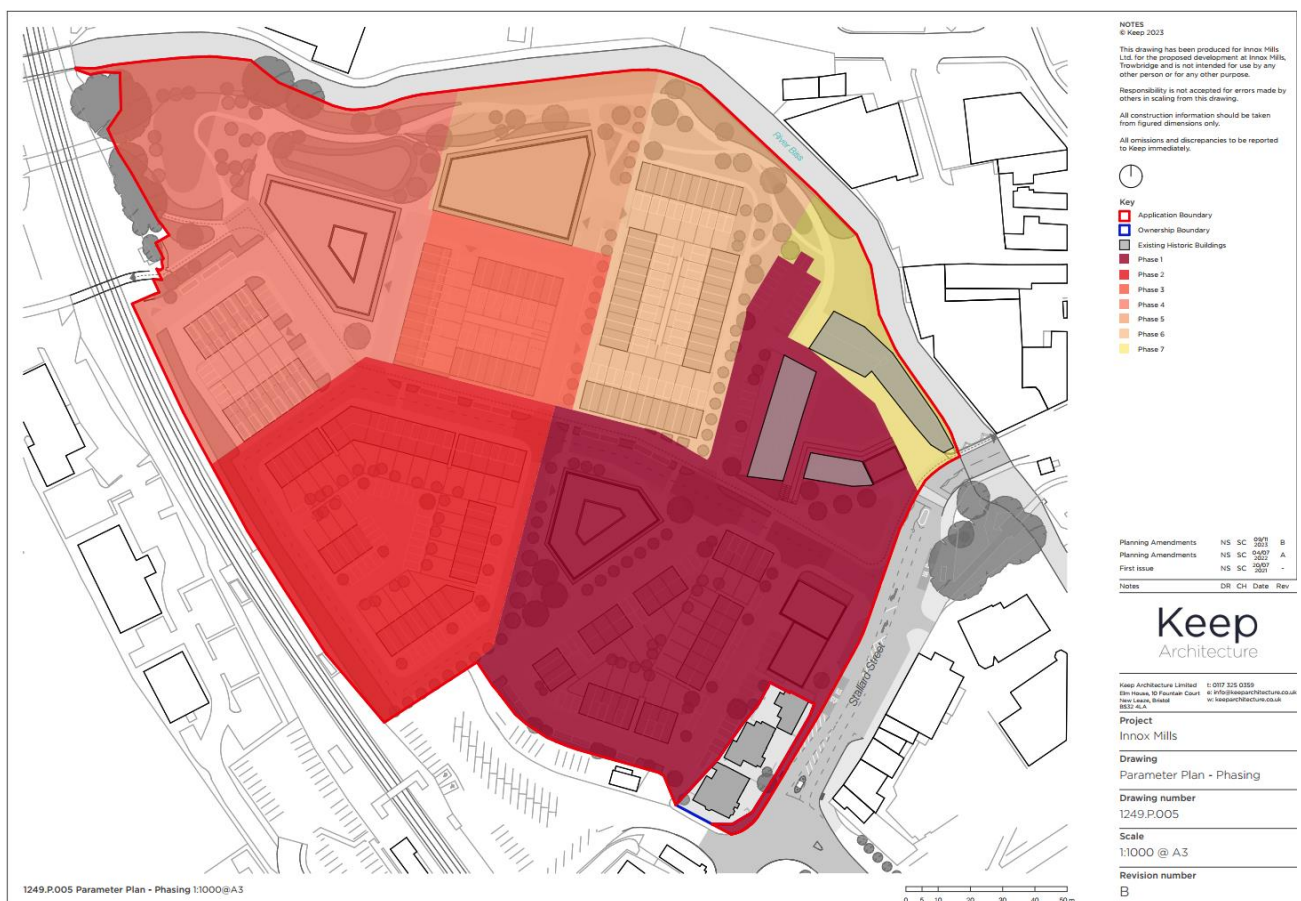 River Biss
Stallard Street
1249.P.005 Parameter Plan - Phasing 1:1000@A3
0 5 10 20 30 40 50m
NOTES
© Keep 2023
This drawing has been produced for Innox Mills
Ltd. for the proposed development at Innox Mills,
Trowbridge and is not intended for use by any
other person or for any other purpose.
Responsibility is not accepted for errors made by
others in scaling from this drawing.
All construction information should be taken
from figured dimensions only.
All omissions and discrepancies to be reported
to Keep immediately.
Key
Application Boundary
Ownership Boundary
Existing Historic Buildings
Phase 1
Phase 2
Phase 3
Phase 4
Phase 5
Phase 6
Phase 7
Planning Amendments NS SC 09/11 2023 B
Planning Amendments NS SC 04/07 2022 A
First issue NS SC 20/07 2021 -
Notes DR CH Date Rev
Keep
Architecture
Keep Architecture Limited t: 0117 325 0359
Elm House, 10 Fountain Court e: info@keeparchitecture.co.uk
New Leaze, Bristol w: keeparchitecture.co.uk
BS32 4LA
Project
Innox Mills
Drawing
Parameter Plan - Phasing
Drawing number
1249.P.005
Scale
1:1000 @ A3
Revision number
B